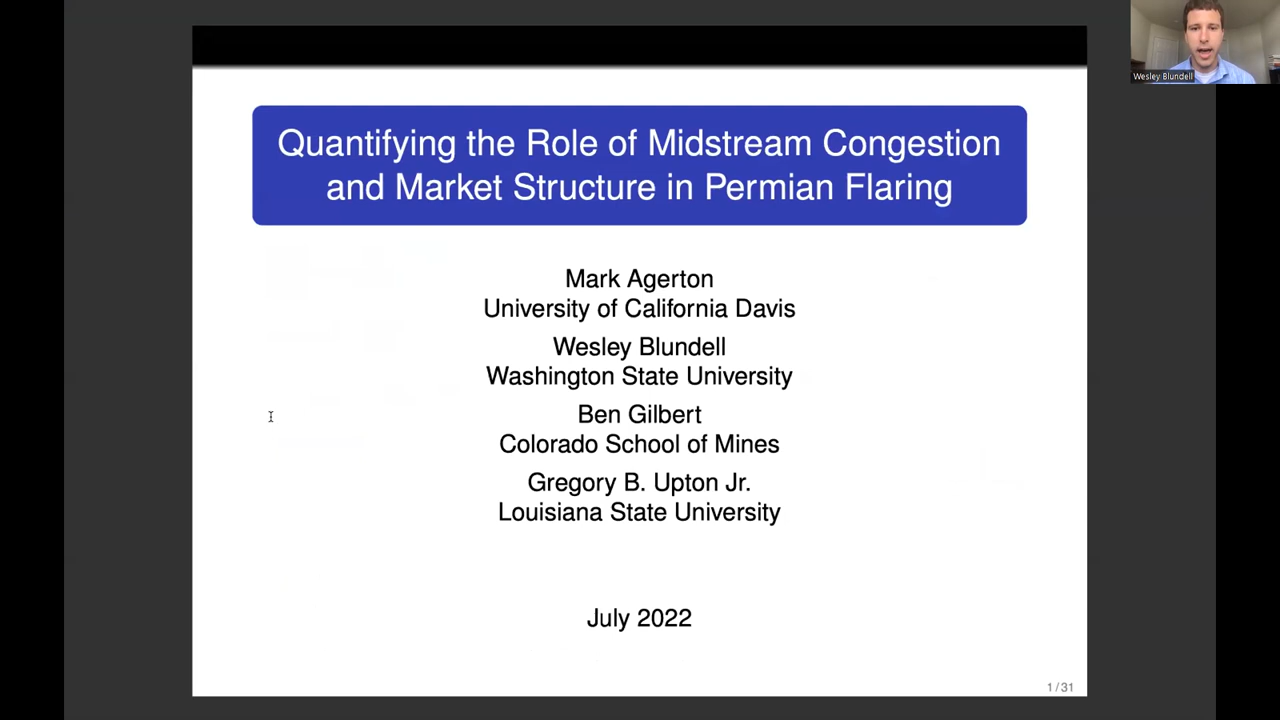 Wesley Blundell
Quantifying the Role of Midstream Congestion
and Market Structure in Permian Flaring
Mark Agerton
University of California Davis
Wesley Blundell
Washington State University
Ben Gilbert
Colorado School of Mines
Gregory B. Upton Jr.
Louisiana State University
July 2022
1 / 31